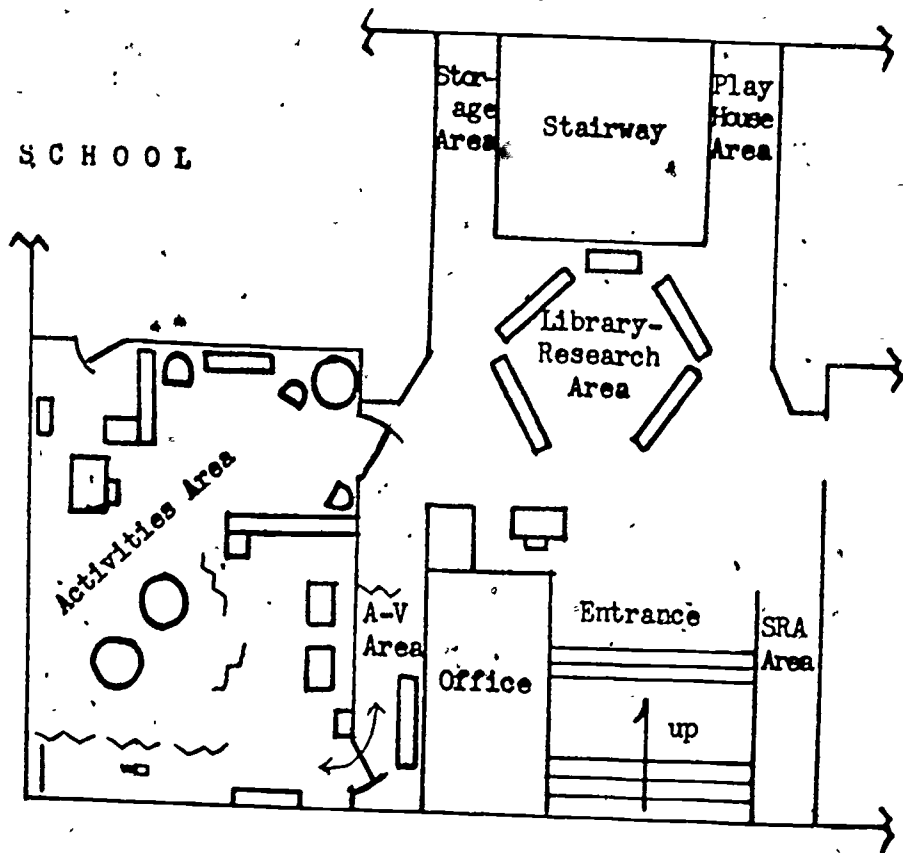 SCHOOL
Stor-
age
Area
Stairway
Play
House
Area
Library-
Research
Area
Activities Area
A-V
Area
Office
Entrance
up
SRA
Area